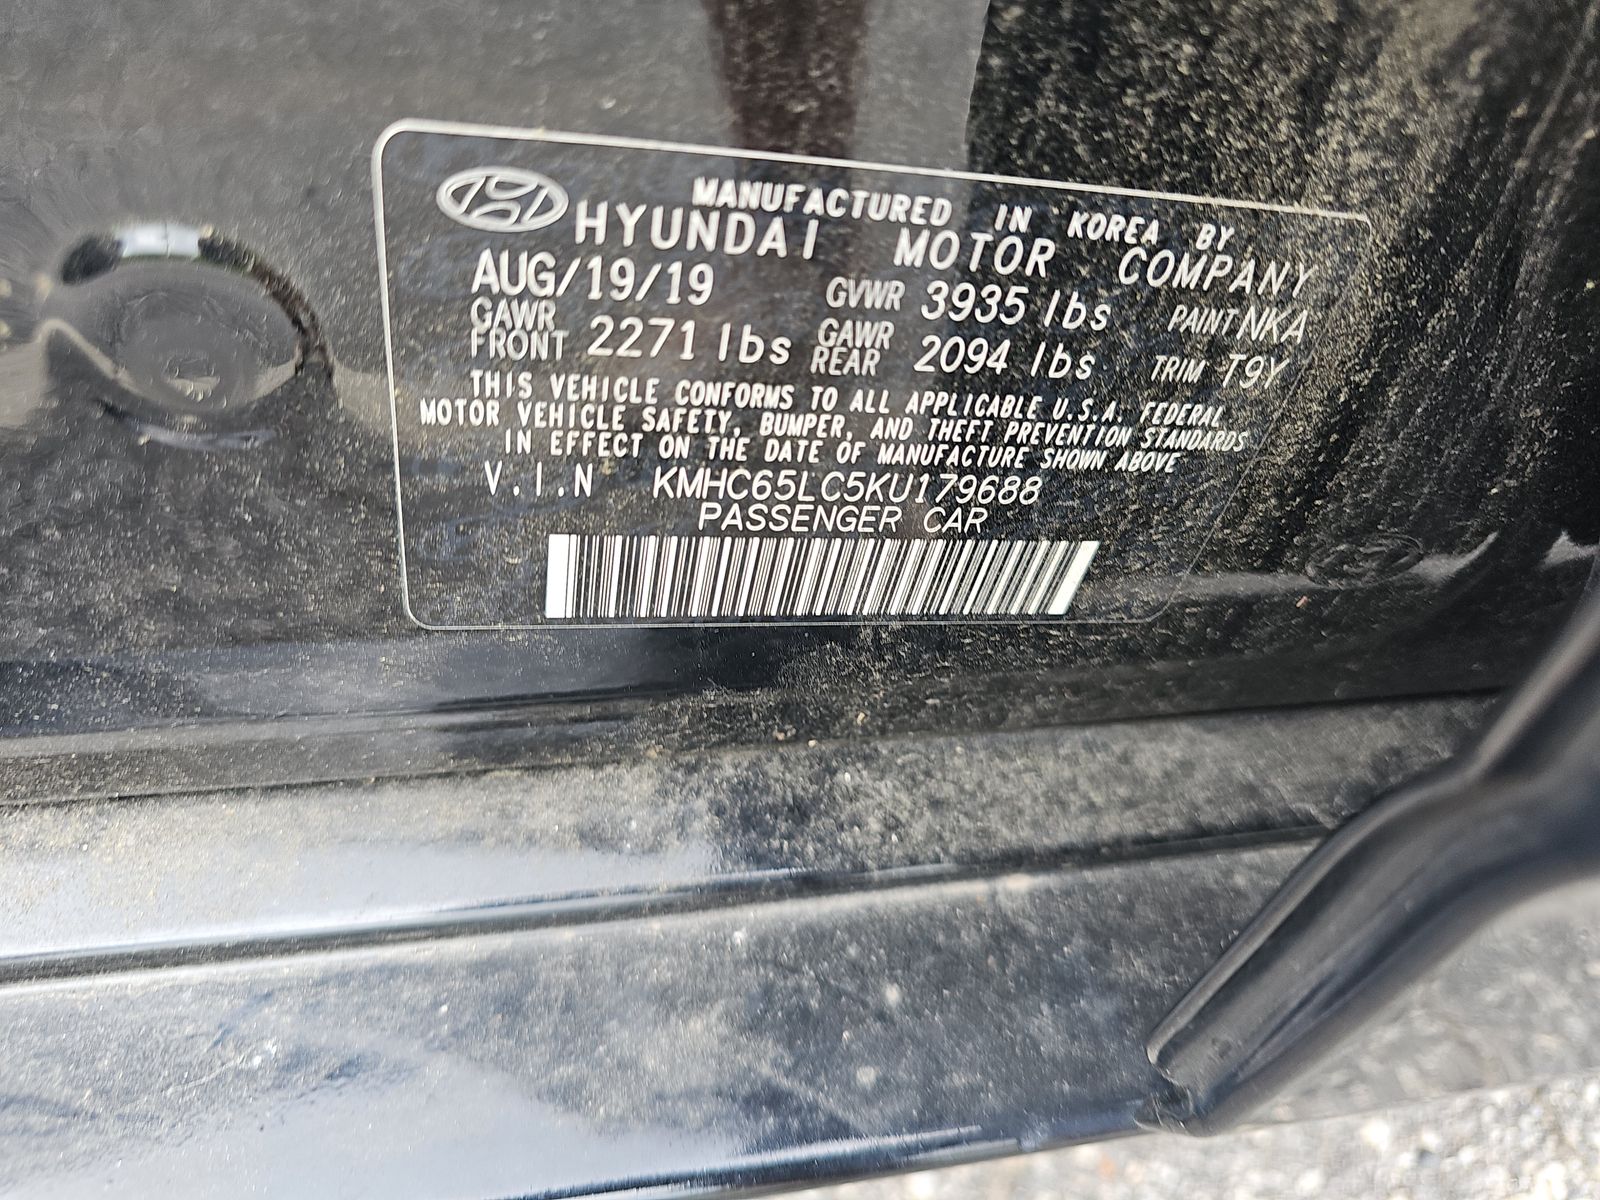 MANUFACTURED IN KOREA BY
HYUNDAI MOTOR COMPANY
AUG/19/19 GVWR 3935 lbs PAINT NKA
GAWR FRONT 2271 lbs GAWR REAR 2094 lbs TRIM T9Y
THIS VEHICLE CONFORMS TO ALL APPLICABLE U.S.A. FEDERAL
MOTOR VEHICLE SAFETY, BUMPER, AND THEFT PREVENTION STANDARDS
IN EFFECT ON THE DATE OF MANUFACTURE SHOWN ABOVE
V.I.N KMHC65LC5KU179688
PASSENGER CAR